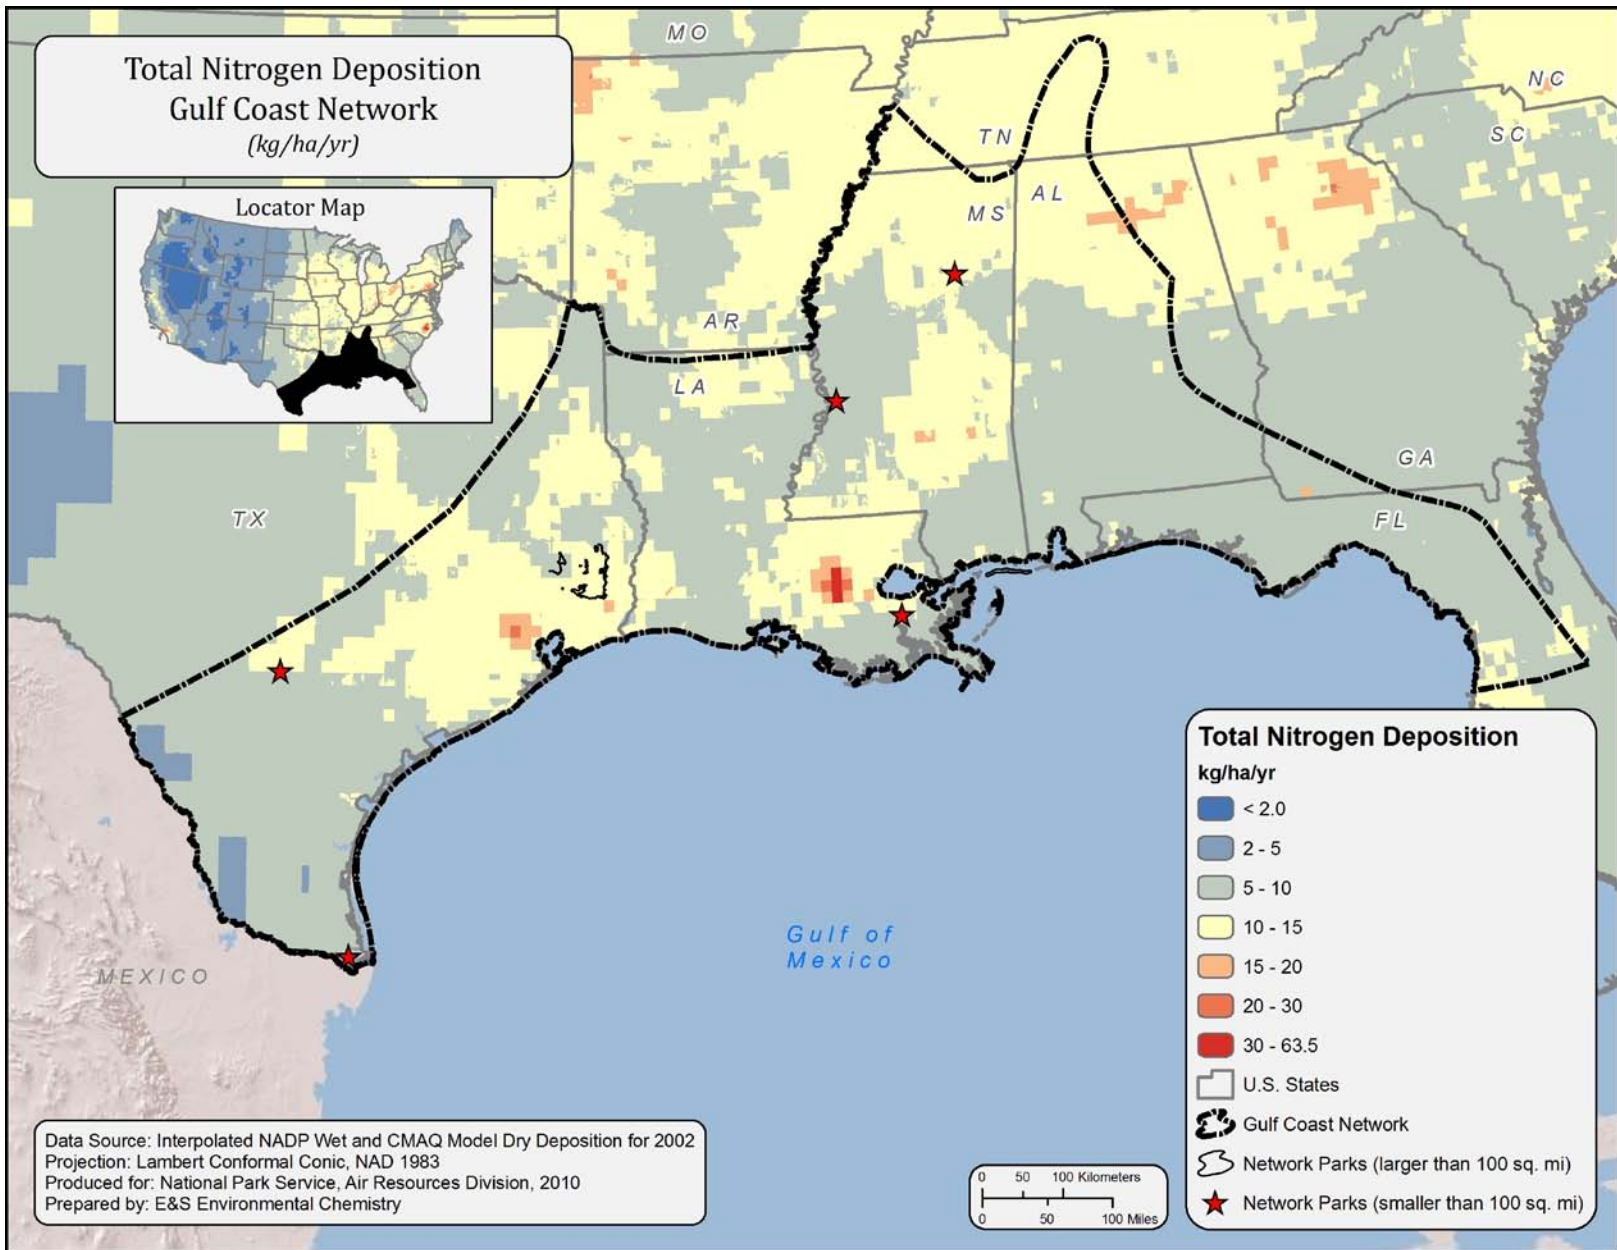 Total Nitrogen Deposition
Gulf Coast Network
(kg/ha/yr)
Locator Map
MO
NC
SC
TN
MS
AL
AR
LA
GA
TX
FL
MEXICO
Gulf of
Mexico
Total Nitrogen Deposition
kg/ha/yr
< 2.0
2 - 5
5 - 10
10 - 15
15 - 20
20 - 30
30 - 63.5
U.S. States
Gulf Coast Network
Network Parks (larger than 100 sq. mi)
Network Parks (smaller than 100 sq. mi)
Data Source: Interpolated NADP Wet and CMAQ Model Dry Deposition for 2002
Projection: Lambert Conformal Conic, NAD 1983
Produced for: National Park Service, Air Resources Division, 2010
Prepared by: E&S Environmental Chemistry
0 50 100 Kilometers
0 50 100 Miles